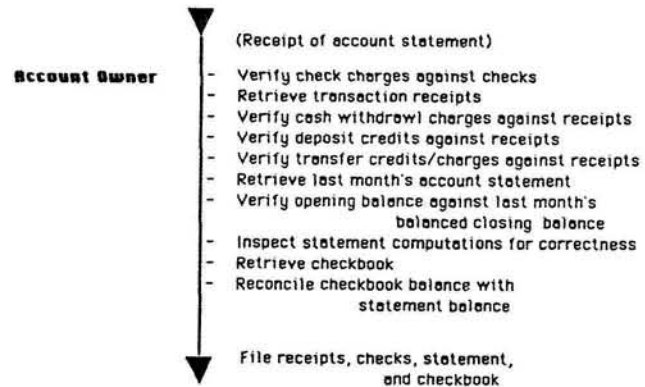 (Receipt of account statement)
Account Owner
- Verify check charges against checks
- Retrieve transaction receipts
- Verify cash withdrawl charges against receipts
- Verify deposit credits against receipts
- Verify transfer credits/charges against receipts
- Retrieve last month's account statement
- Verify opening balance against last month's
balanced closing balance
- Inspect statement computations for correctness
- Retrieve checkbook
- Reconcile checkbook balance with
statement balance
File receipts, checks, statement,
and checkbook